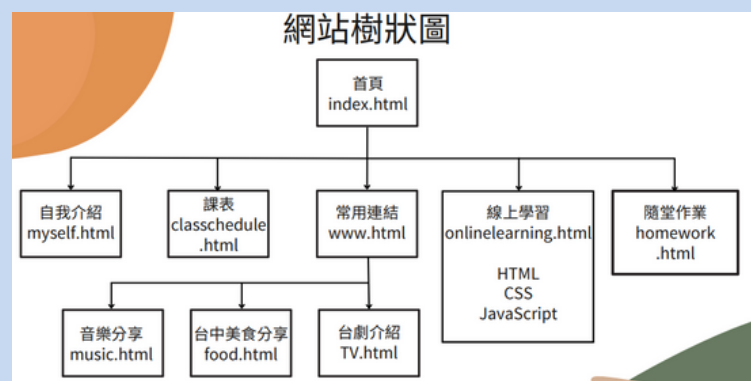 網站樹狀圖
首頁
index.html
自我介紹
myself.html
課表
classchedule
.html
常用連結
www.html
線上學習
onlinelearning.html
HTML
CSS
JavaScript
隨堂作業
homework
.html
音樂分享
music.html
台中美食分享
food.html
台劇介紹
TV.html